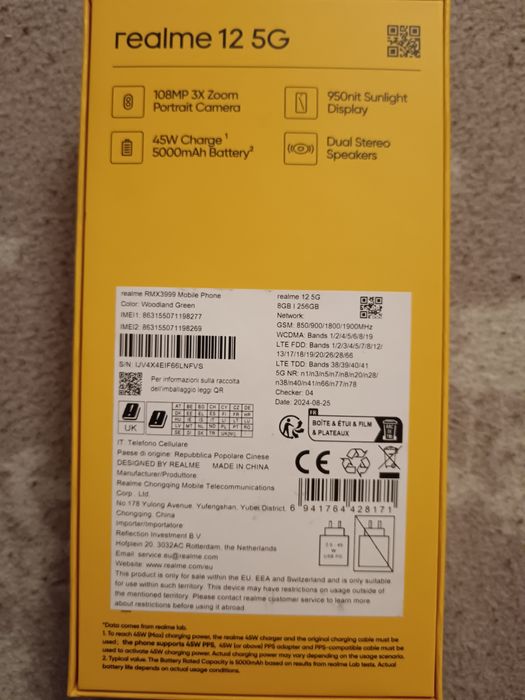 realme 12 5G
108MP 3X Zoom
Portrait Camera
950nit Sunlight
Display
45W Charge¹
5000mAh Battery²
Dual Stereo
Speakers
realme RMX3999 Mobile Phone
Color: Woodland Green
IMEI1: 863155071198277
IMEI2: 863155071198269
S/N: IJV4X4EIF66LNFVS
Per informazioni sulla raccolta
dell'imballaggio leggi QR
realme 12 5G
8GB | 256GB
Network:
GSM: 850/900/1800/1900MHz
WCDMA: Bands 1/2/4/5/6/8/19
LTE FDD: Bands 1/2/3/4/5/7/8/12/
13/17/18/19/20/26/28/66
LTE TDD: Bands 38/39/40/41
5G NR: n1/n3/n5/n7/n8/n20/n28/
n38/n40/n41/n66/n77/n78
Checker: 04
Date: 2024-08-25
UK
AT BE BG CH CY CZ DE
FR
BOÎTE & ÉTUI & FILM
& PLATEAUX
IT Telefono Cellulare
Paese di origine: Repubblica Popolare Cinese
DESIGNED BY REALME MADE IN CHINA
Manufacturer/Produttore
Realme Chongqing Mobile Telecommunications
Corp., Ltd.
No.178 Yulong Avenue, Yufengshan, Yubei District,
Chongqing, China
Importer/Importatore
Reflection Investment B.V.
Hofplein 20, 3032AC Rotterdam, the Netherlands
Email: service.eu@realme.com
Website: www.realme.com/eu
CE
6 941764 428171
W
USB PD
This product is only for sale within the EU, EEA and Switzerland and is only suitable
for use within such territory. This device may have restrictions on usage outside of
the mentioned territory. Please contact realme customer service to learn more
about restrictions before using it abroad.
*Data comes from realme lab.
1. To reach 45W (Max) charging power, the realme 45W charger and the original charging cable must be
used; the phone supports 45W PPS, 45W (or above) PPS adapter and PPS-compatible cable must be
used to activate 45W charging power. Actual charging power may vary depending on the usage scenario.
2. Typical value. The Battery Rated Capacity is 5000mAh based on results from realme Lab tests. Actual
battery life depends on actual usage conditions.